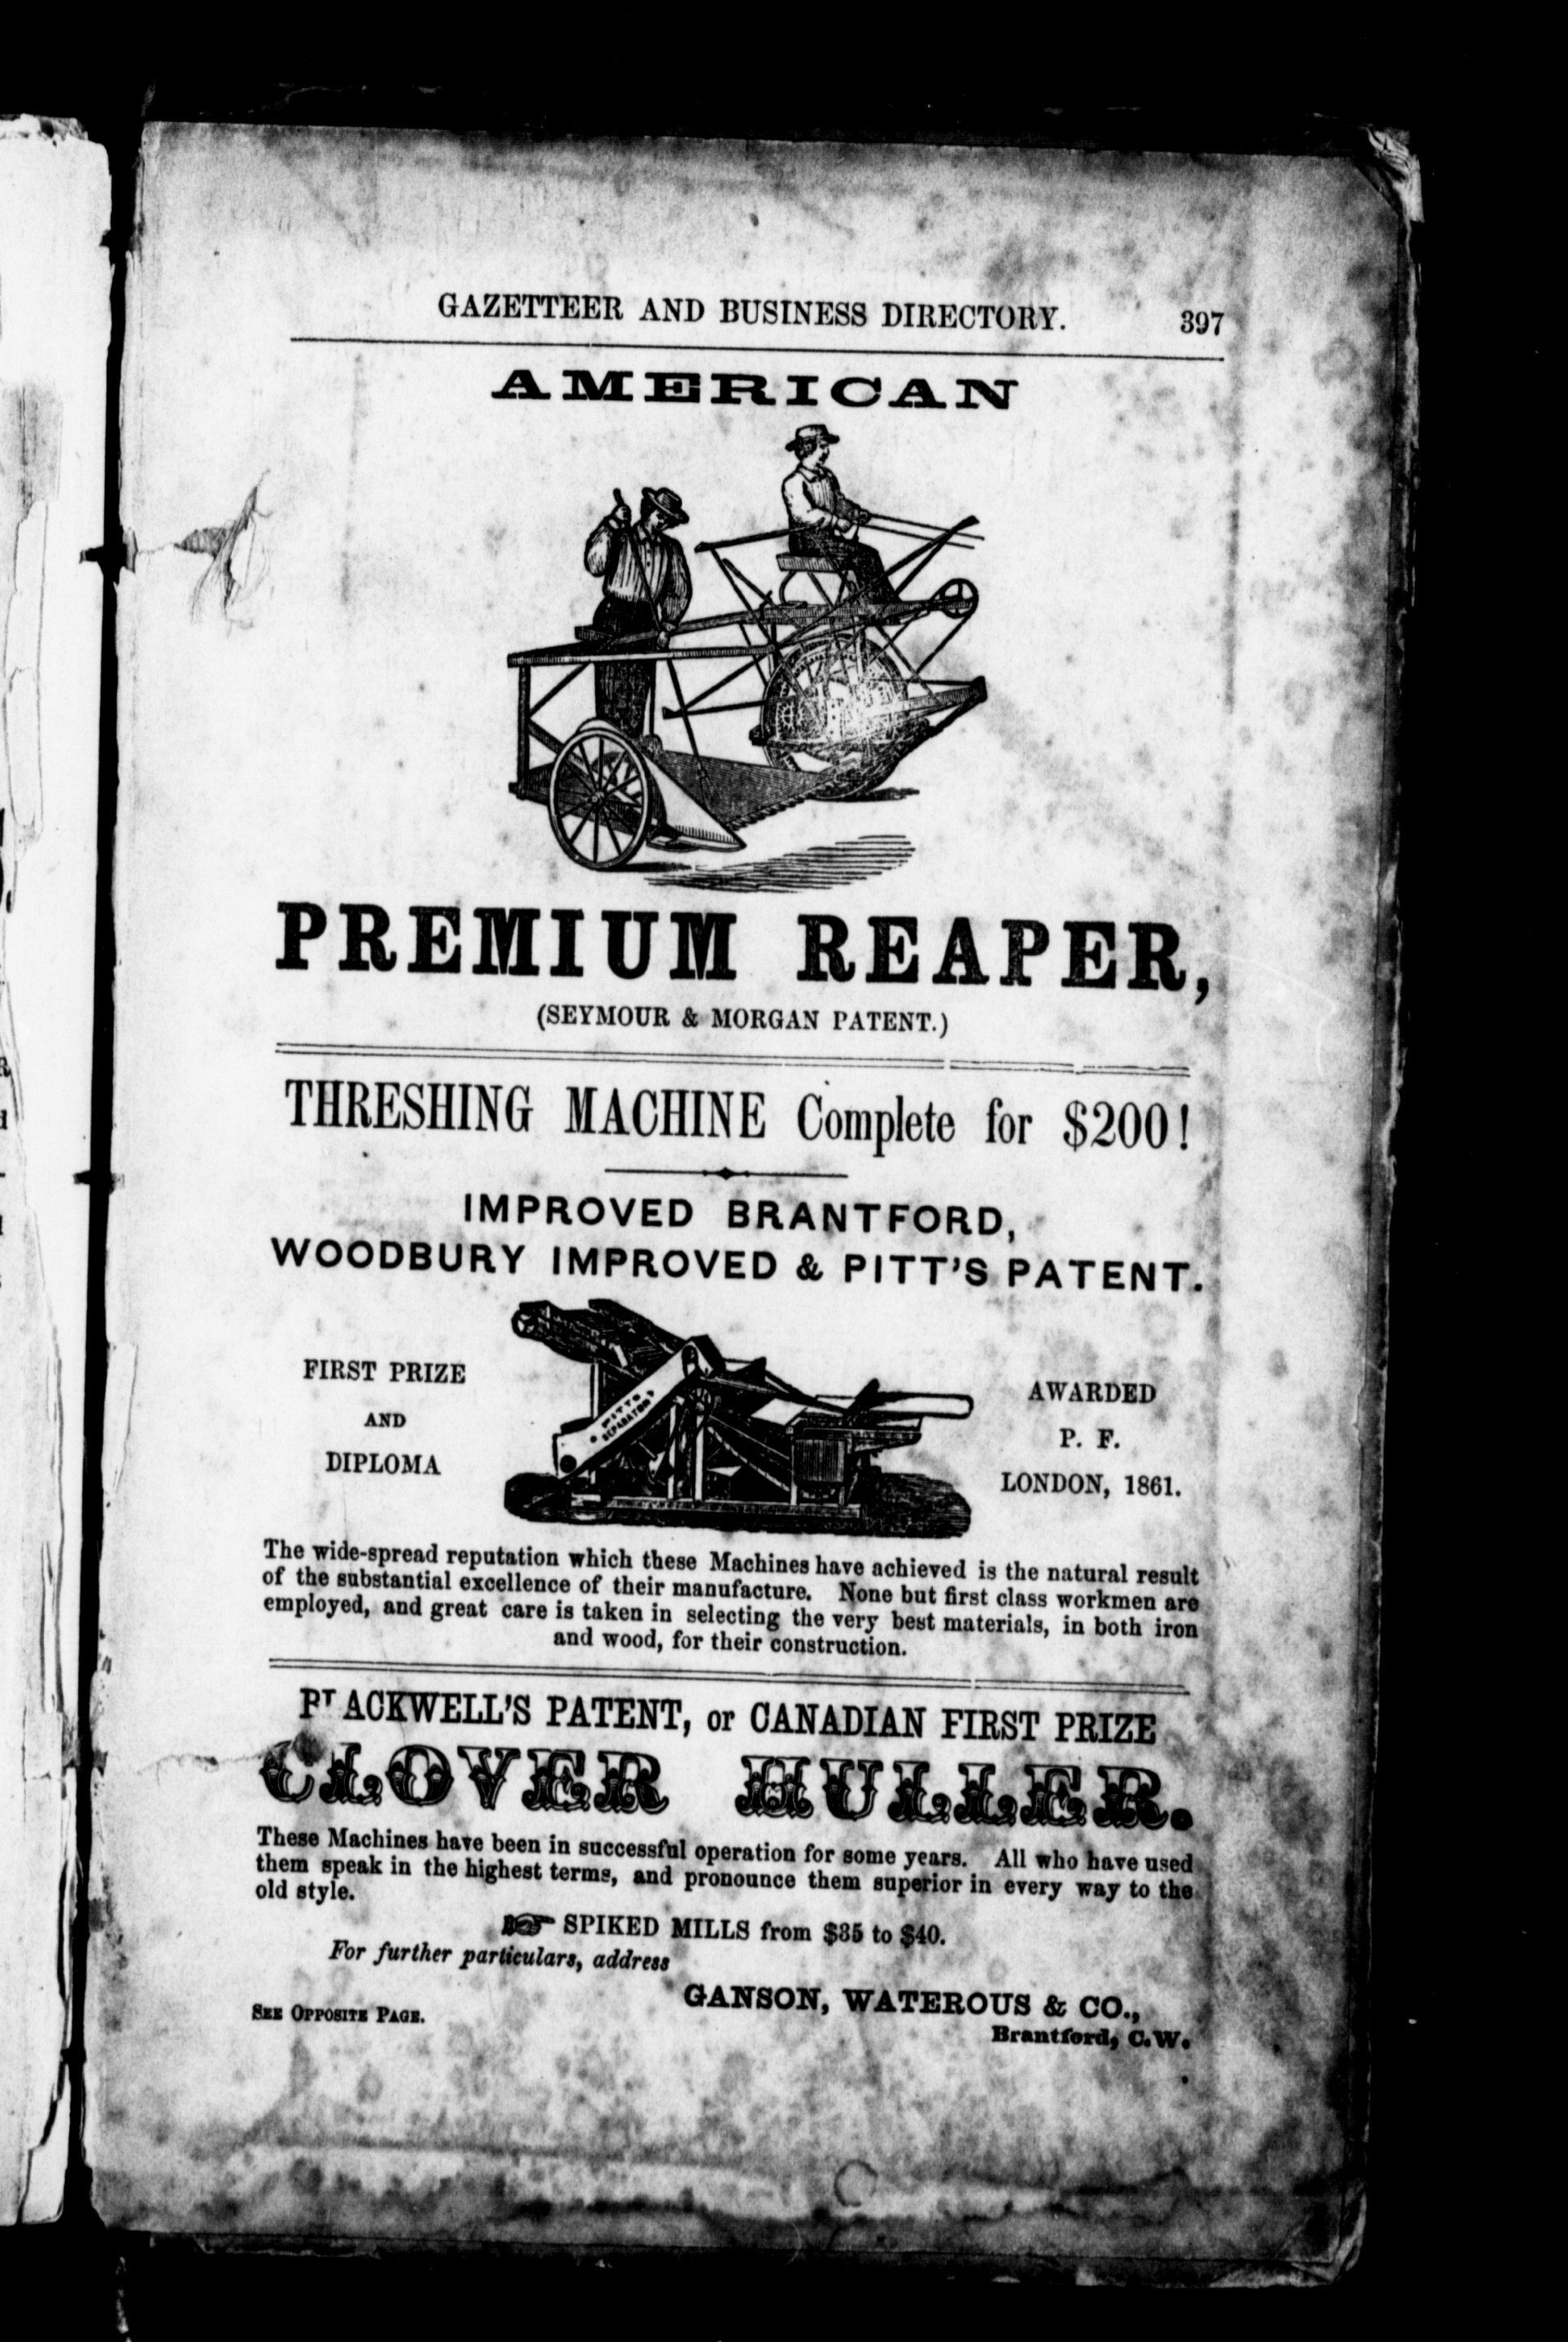 GAZETTEER AND BUSINESS DIRECTORY. 397
AMERICAN
PREMIUM REAPER,
(SEYMOUR & MORGAN PATENT.)
THRESHING MACHINE Complete for $200!
IMPROVED BRANTFORD,
WOODBURY IMPROVED & PITT'S PATENT.
FIRST PRIZE
AND
DIPLOMA
PITTS
SEPARATOR
AWARDED
P. F.
LONDON, 1861.
The wide-spread reputation which these Machines have achieved is the natural result
of the substantial excellence of their manufacture. None but first class workmen are
employed, and great care is taken in selecting the very best materials, in both iron
and wood, for their construction.
BLACKWELL'S PATENT, or CANADIAN FIRST PRIZE
CLOVER HULLER.
These Machines have been in successful operation for some years. All who have used
them speak in the highest terms, and pronounce them superior in every way to the
old style.
☞ SPIKED MILLS from $35 to $40.
For further particulars, address
GANSON, WATEROUS & CO.,
Brantford, C.W.
SEE OPPOSITE PAGE.